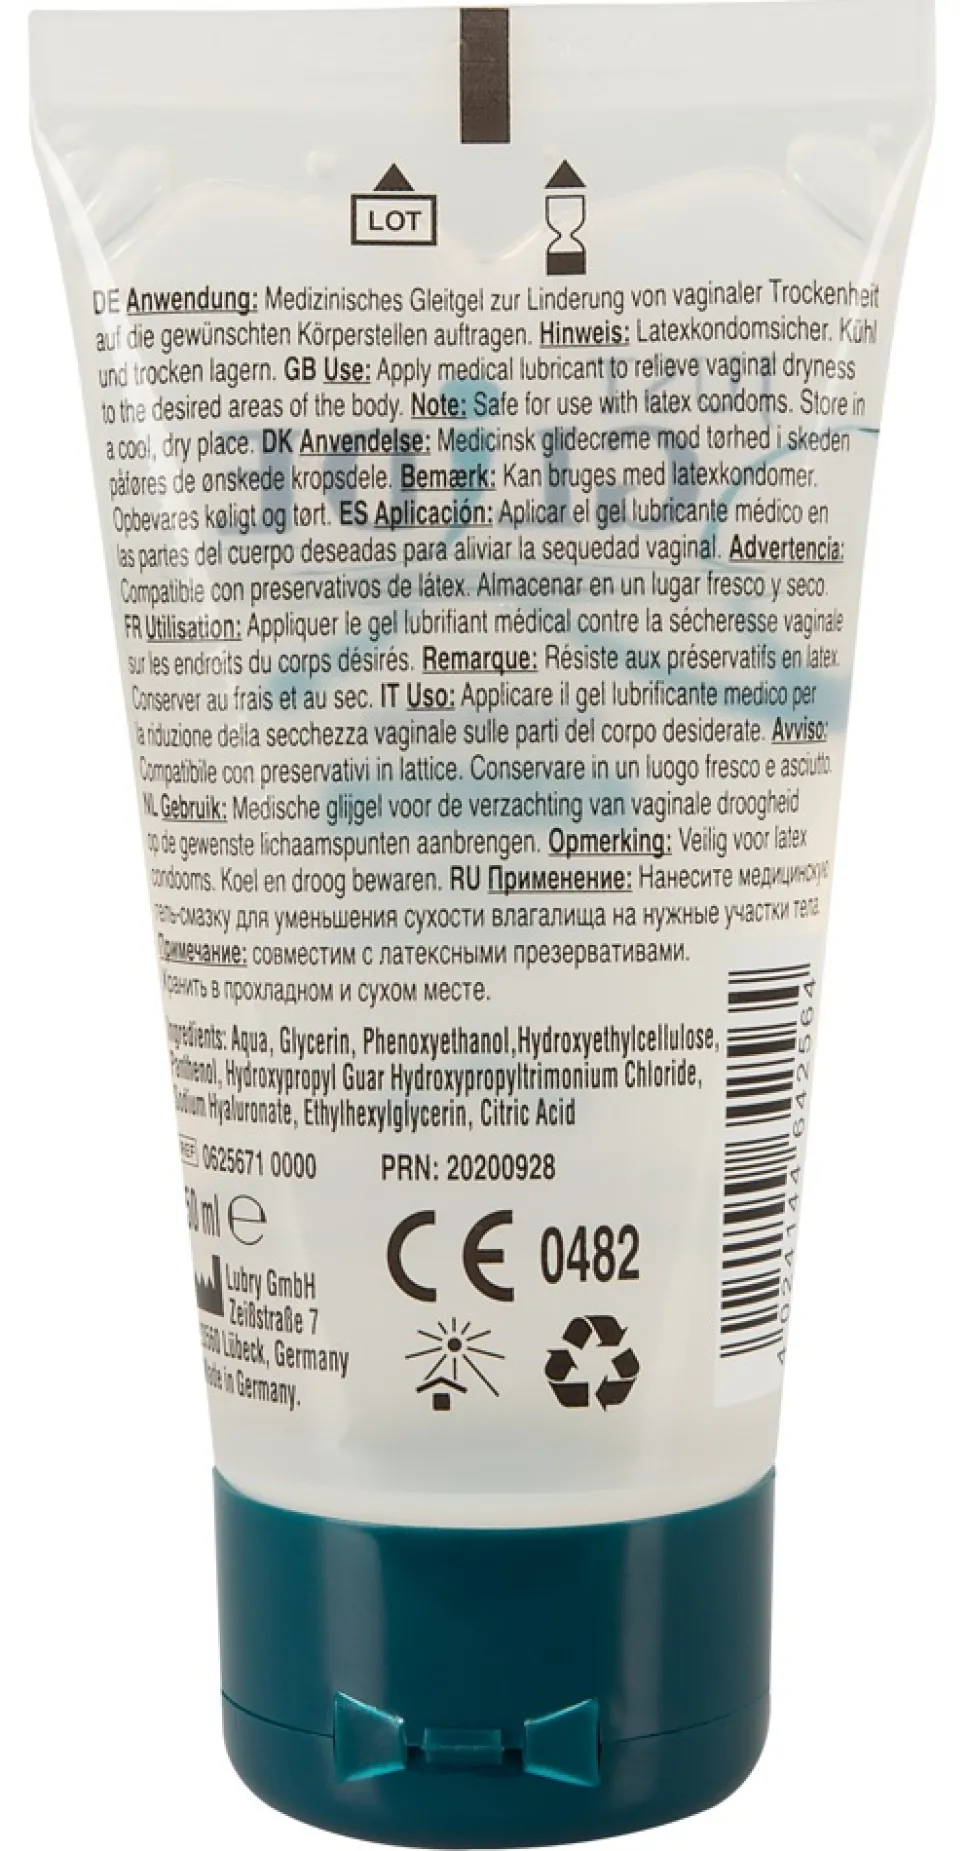 LOT
DE Anwendung: Medizinisches Gleitgel zur Linderung von vaginaler Trockenheit
auf die gewünschten Körperstellen auftragen. Hinweis: Latexkondomsicher. Kühl
und trocken lagern. GB Use: Apply medical lubricant to relieve vaginal dryness
to the desired areas of the body. Note: Safe for use with latex condoms. Store in
a cool, dry place. DK Anvendelse: Medicinsk glidecreme mod tørhed i skeden
påføres de ønskede kropsdele. Bemærk: Kan bruges med latexkondomer.
Opbevares køligt og tørt. ES Aplicación: Aplicar el gel lubricante médico en
las partes del cuerpo deseadas para aliviar la sequedad vaginal. Advertencia:
Compatible con preservativos de látex. Almacenar en un lugar fresco y seco.
FR Utilisation: Appliquer le gel lubrifiant médical contre la sécheresse vaginale
sur les endroits du corps désirés. Remarque: Résiste aux préservatifs en latex.
Conserver au frais et au sec. IT Uso: Applicare il gel lubrificante medico per
la riduzione della secchezza vaginale sulle parti del corpo desiderate. Avviso:
Compatibile con preservativi in lattice. Conservare in un luogo fresco e asciutto.
NL Gebruik: Medische glijgel voor de verzachting van vaginale droogheid
op de gewenste lichaamspunten aanbrengen. Opmerking: Veilig voor latex
condooms. Koel en droog bewaren. RU Применение: Нанесите медицинскую
гель-смазку для уменьшения сухости влагалища на нужные участки тела.
Примечание: совместим с латексными презервативами.
Хранить в прохладном и сухом месте.
Ingredients: Aqua, Glycerin, Phenoxyethanol,Hydroxyethylcellulose,
Panthenol, Hydroxypropyl Guar Hydroxypropyltrimonium Chloride,
Sodium Hyaluronate, Ethylhexylglycerin, Citric Acid
REF 0625671 0000 PRN: 20200928
50 ml ℮
CE 0482
Lubry GmbH
Zeißstraße 7
Lübeck, Germany
Made in Germany.
4024144642564